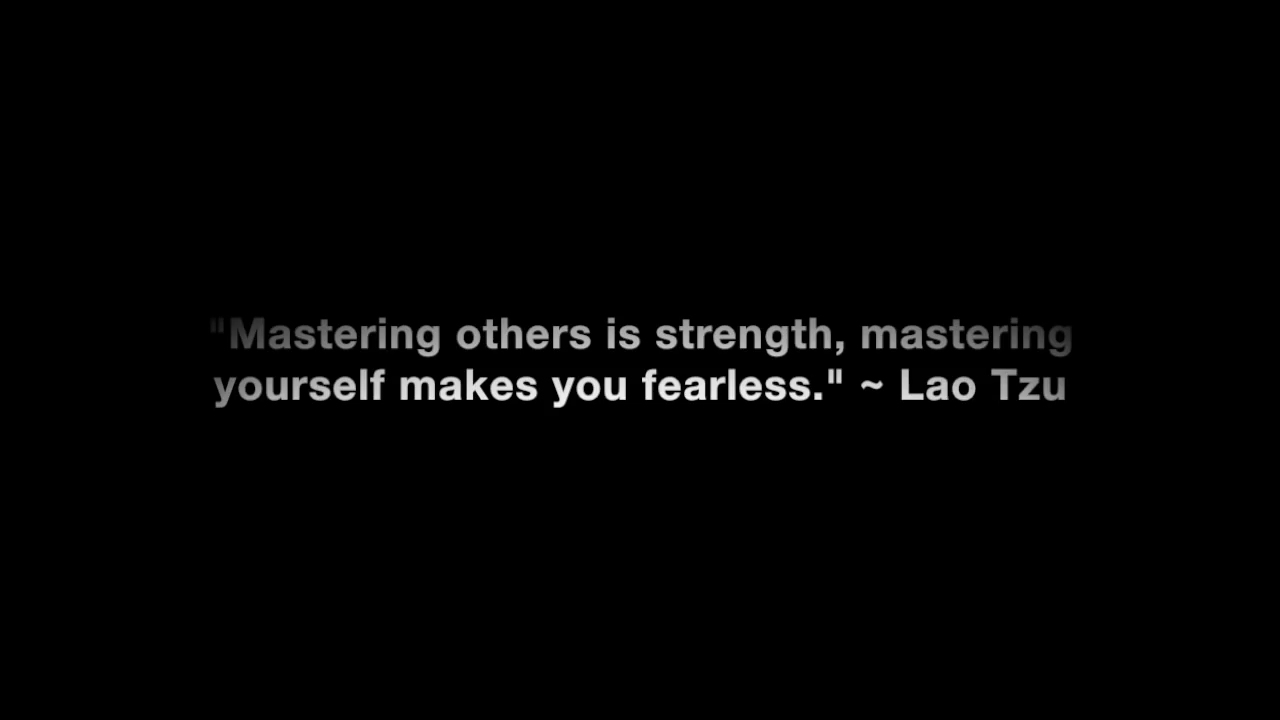 "Mastering others is strength, mastering
yourself makes you fearless." ~ Lao Tzu